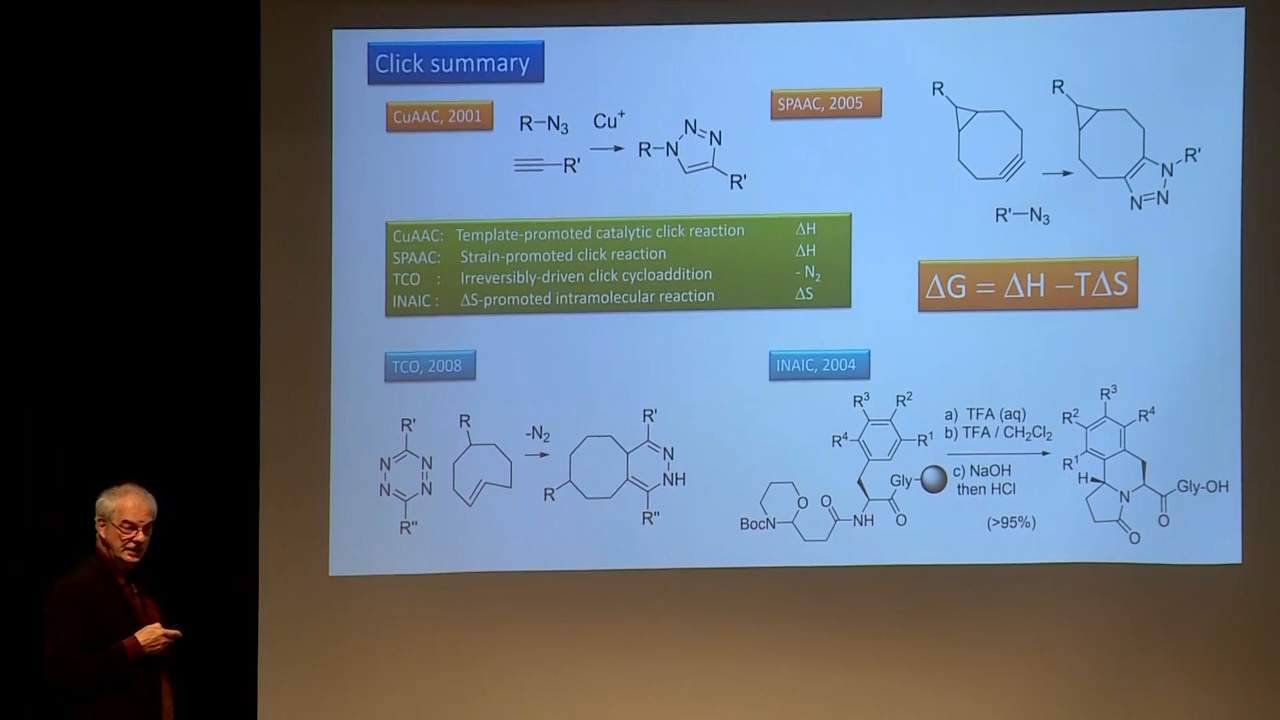 Click summary
CuAAC, 2001
R–N₃
Cu⁺
≡–R'
R–N
N=N
R'
SPAAC, 2005
R
R
R'–N₃
N–R'
N=N
CuAAC: Template-promoted catalytic click reaction ΔH
SPAAC: Strain-promoted click reaction ΔH
TCO : Irreversibly-driven click cycloaddition - N₂
INAIC : ΔS-promoted intramolecular reaction ΔS
ΔG = ΔH –TΔS
TCO, 2008
R'
N N
N N
R"
R
-N₂
R'
N
NH
R
R"
INAIC, 2004
R³ R²
R⁴ R¹
Gly
O
BocN
O
NH
O
a) TFA (aq)
b) TFA / CH₂Cl₂
c) NaOH
then HCl
(>95%)
R³
R² R⁴
R¹
H
N
Gly-OH
O
O